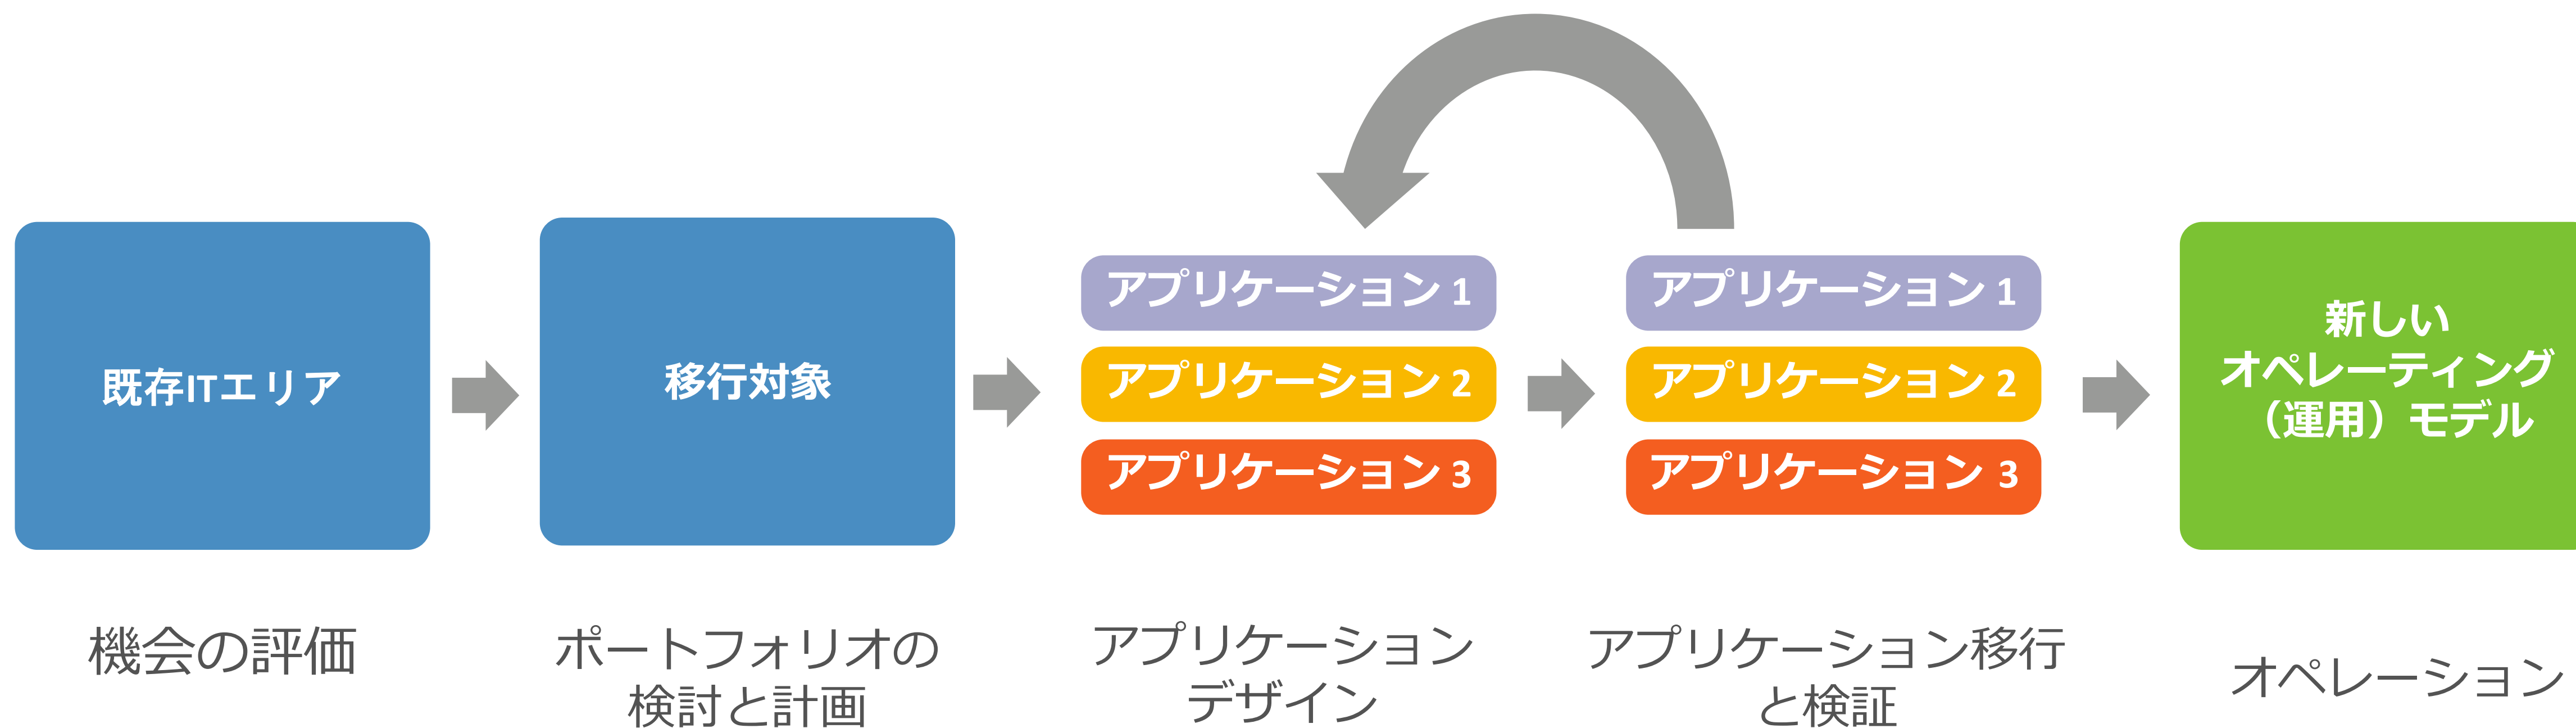 既存ITエリア
移行対象
アプリケーション 1
アプリケーション 2
アプリケーション 3
アプリケーション 1
アプリケーション 2
アプリケーション 3
新しい
オペレーティング
（運用）モデル
機会の評価
ポートフォリオの
検討と計画
アプリケーション
デザイン
アプリケーション移行
と検証
オペレーション